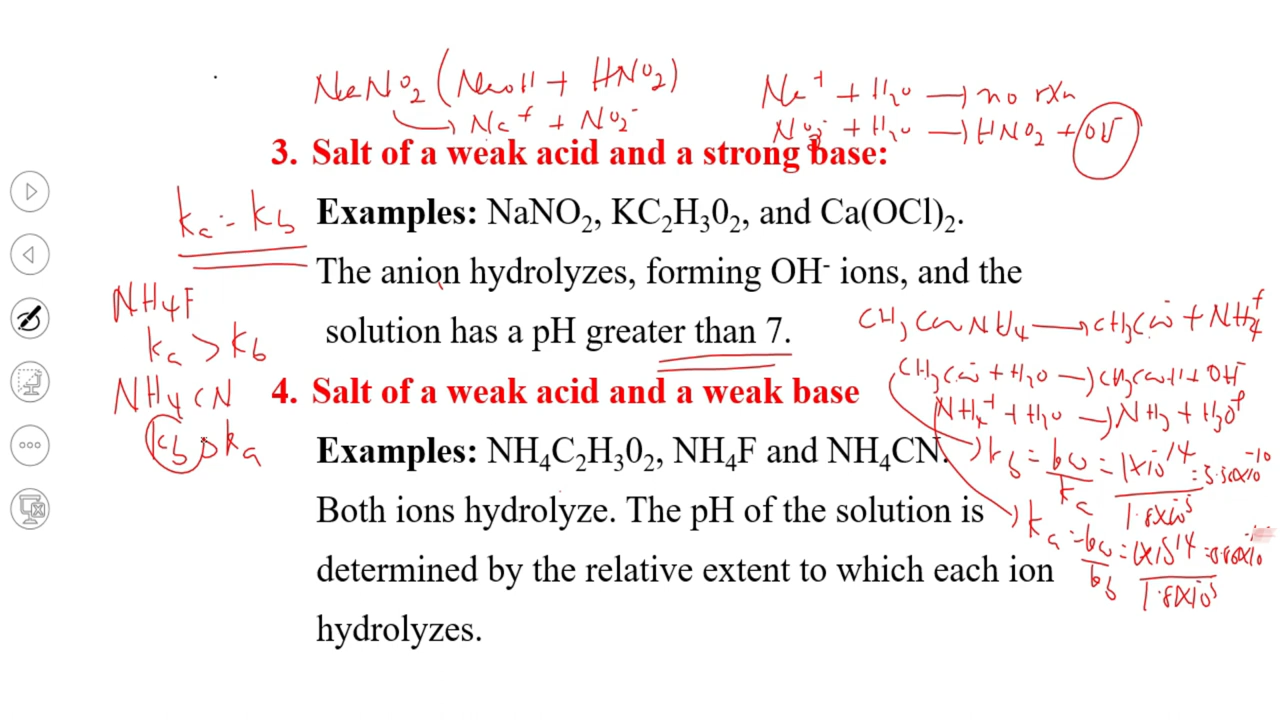 NaNO₂ (NaOH + HNO₂)
→ Na⁺ + NO₂⁻
Na⁺ + H₂O → no rxn
NO₂⁻ + H₂O → HNO₂ + OH⁻
3. Salt of a weak acid and a strong base:
Ka = Kb
Examples: NaNO₂, KC₂H₃0₂, and Ca(OCl)₂.
The anion hydrolyzes, forming OH⁻ ions, and the
solution has a pH greater than 7.
NH₄F
Ka > Kb
NH₄CN
Kb > Ka
CH₃COONH₄ → CH₃COO⁻ + NH₄⁺
CH₃COO⁻ + H₂O → CH₃COOH + OH⁻
NH₄⁺ + H₂O → NH₃ + H₃O⁺
4. Salt of a weak acid and a weak base
Examples: NH₄C₂H₃0₂, NH₄F and NH₄CN.
Both ions hydrolyze. The pH of the solution is
determined by the relative extent to which each ion
hydrolyzes.
→ Kb = Kw/Ka = 1×10⁻¹⁴/1.8×10⁻⁵
→ Ka = Kw/Kb = 1×10⁻¹⁴/1.8×10⁻⁵